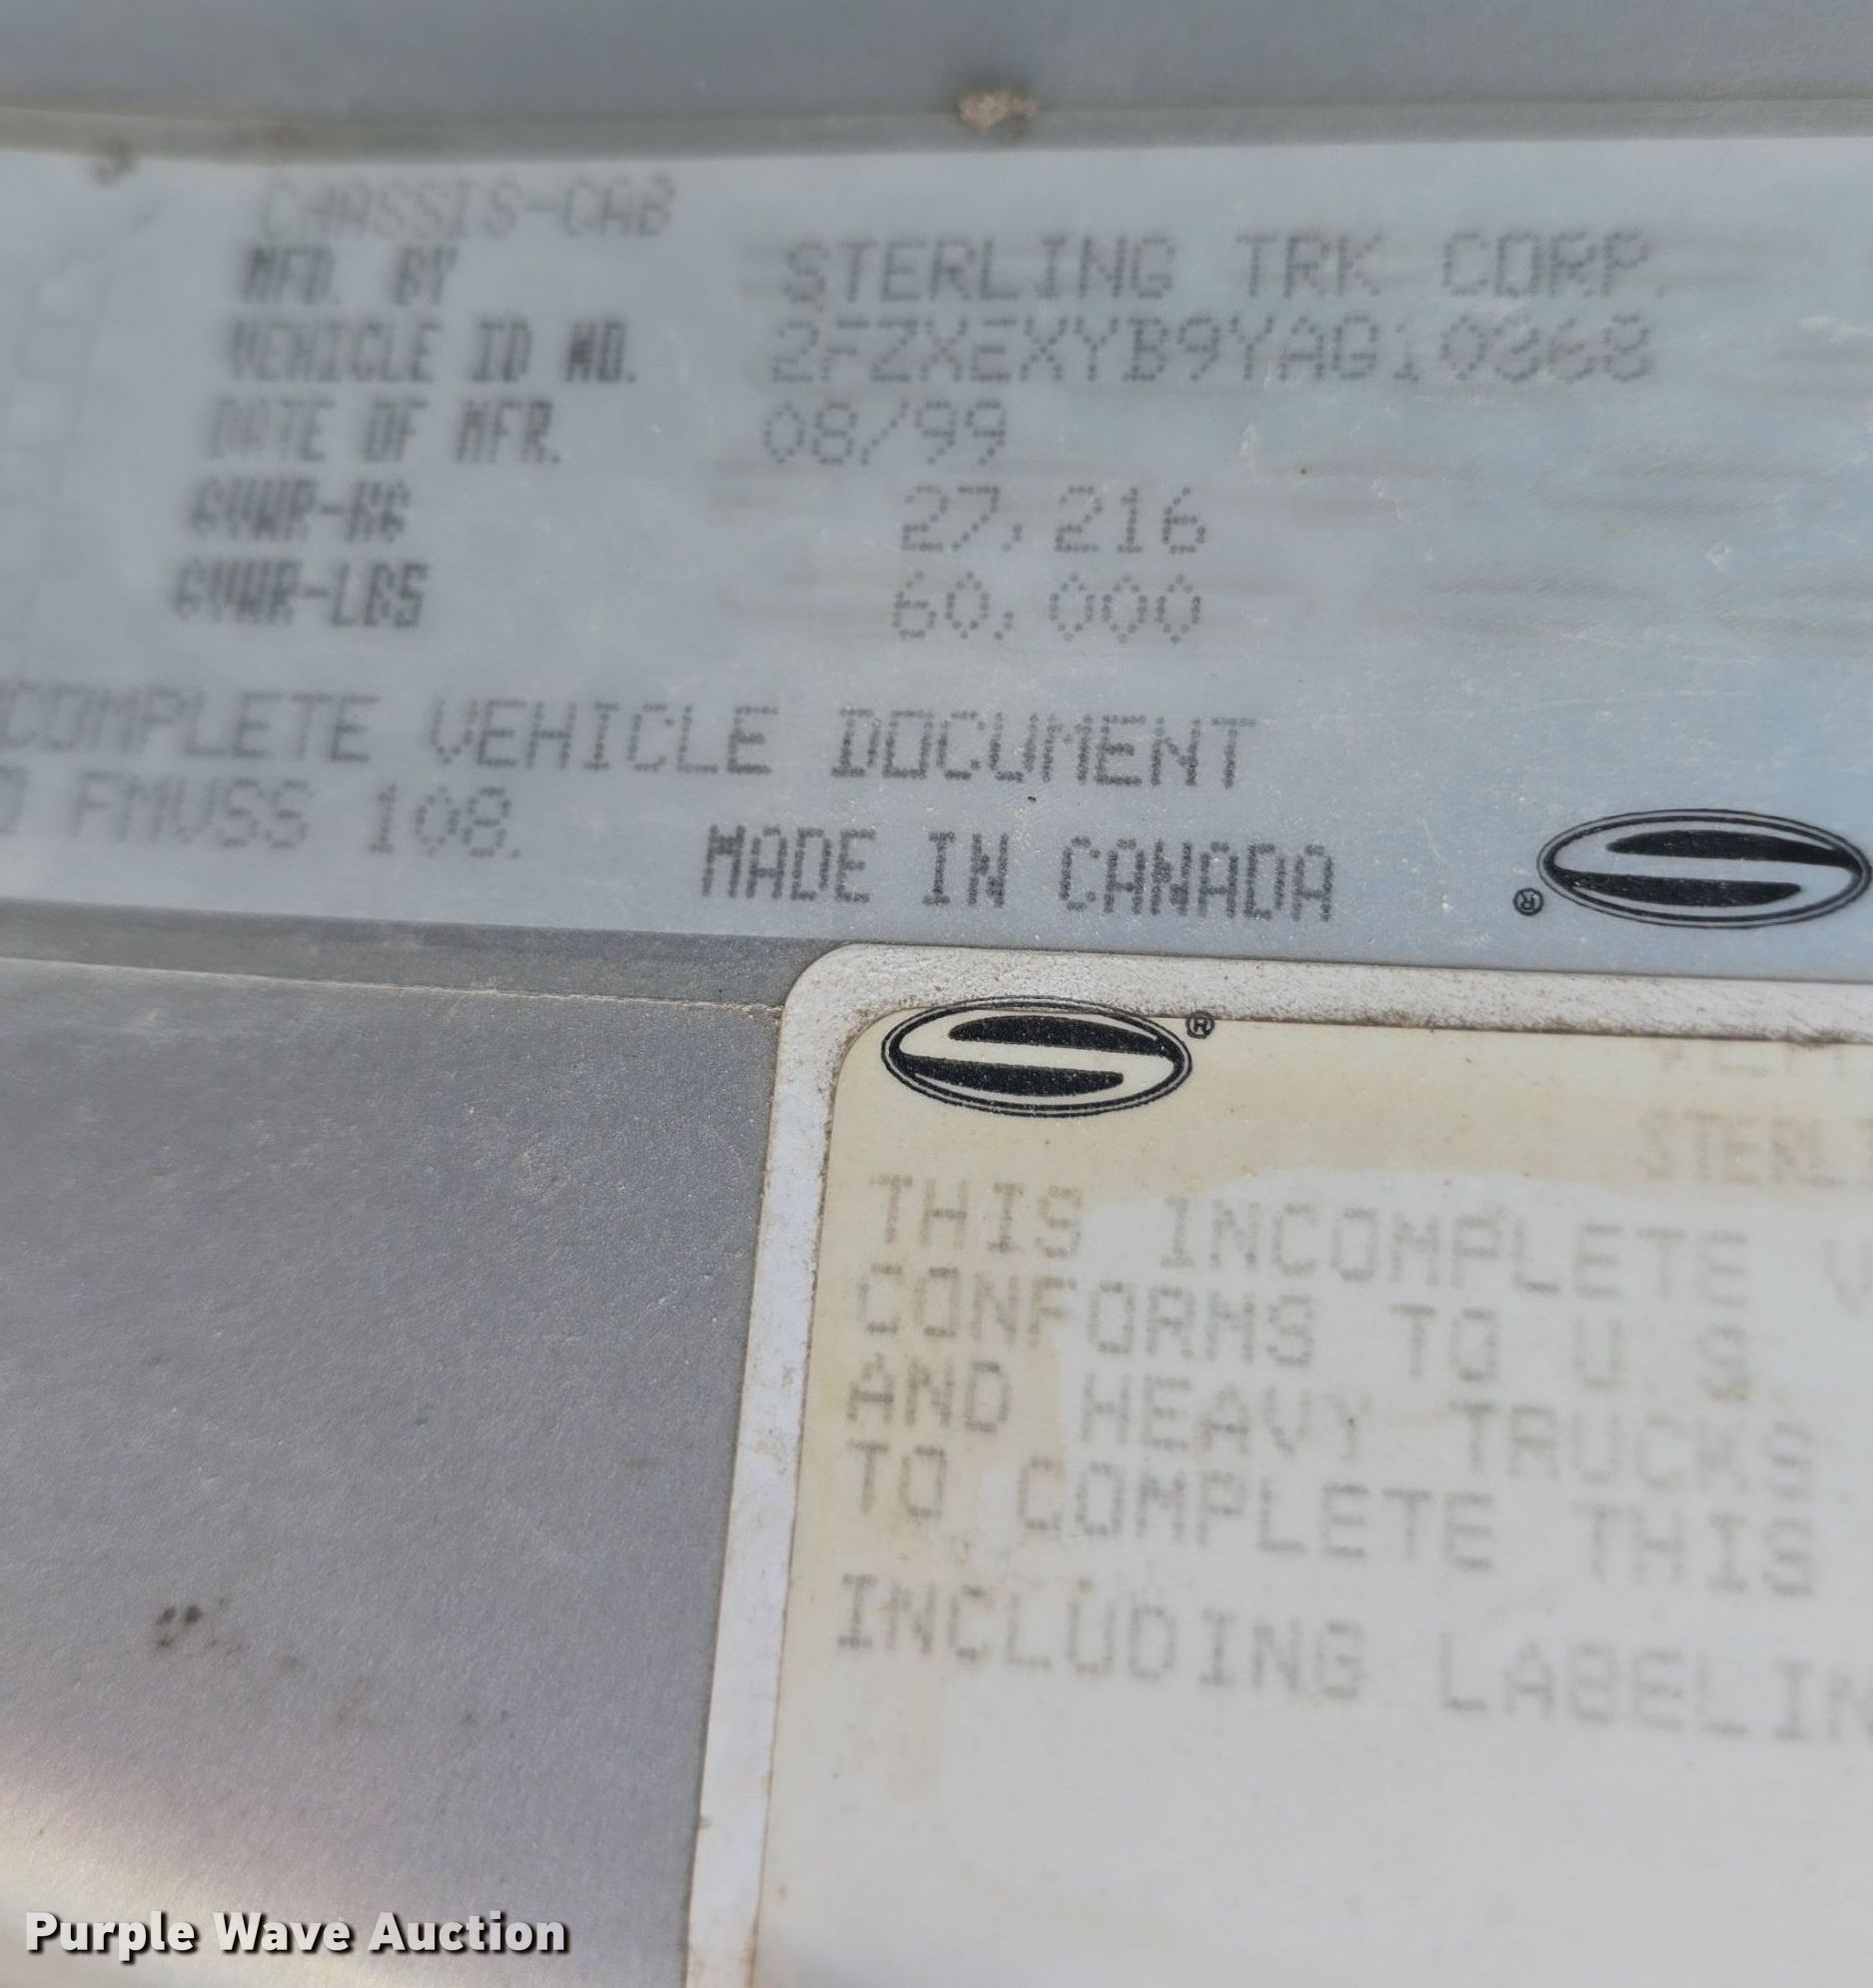 CHASSIS-CAB
MFD. BY STERLING TRK CORP.
VEHICLE ID NO. 2FZXEXYB9YAG10368
DATE OF MFR. 08/99
GVWR-KG 27,216
GVWR-LBS 60,000
COMPLETE VEHICLE DOCUMENT
FMVSS 108.
MADE IN CANADA
®
®
STERLI
THIS INCOMPLETE V
CONFORMS TO U.S.
AND HEAVY TRUCKS.
TO COMPLETE THIS
INCLUDING LABELIN
Purple Wave Auction